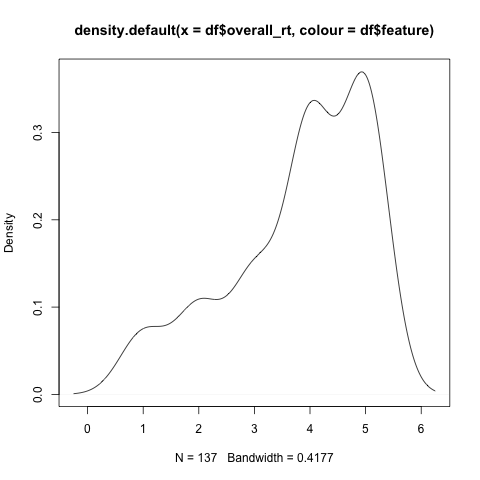 density.default(x = df$overall_rt, colour = df$feature)
Density
0.3
0.2
0.1
0.0
0 1 2 3 4 5 6
N = 137 Bandwidth = 0.4177